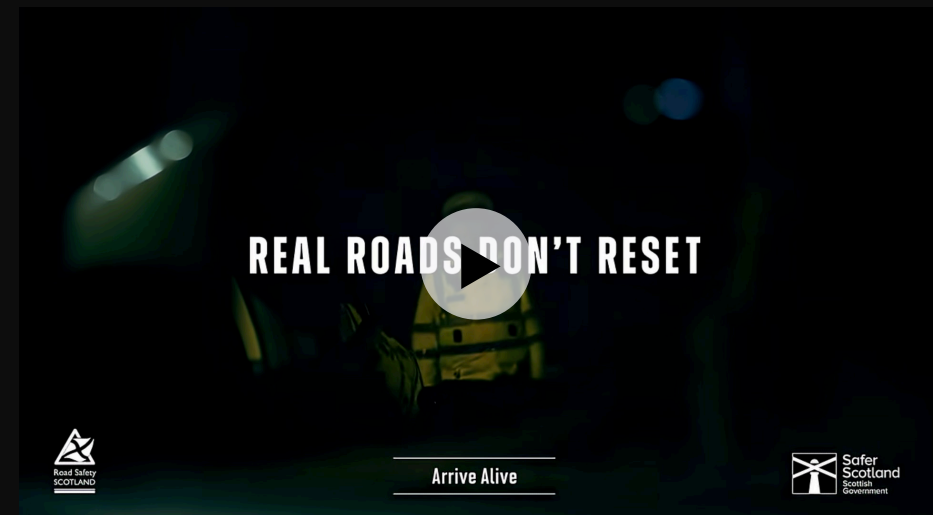 REAL ROADS DON'T RESET
Road Safety
SCOTLAND
Arrive Alive
Safer
Scotland
Scottish
Government